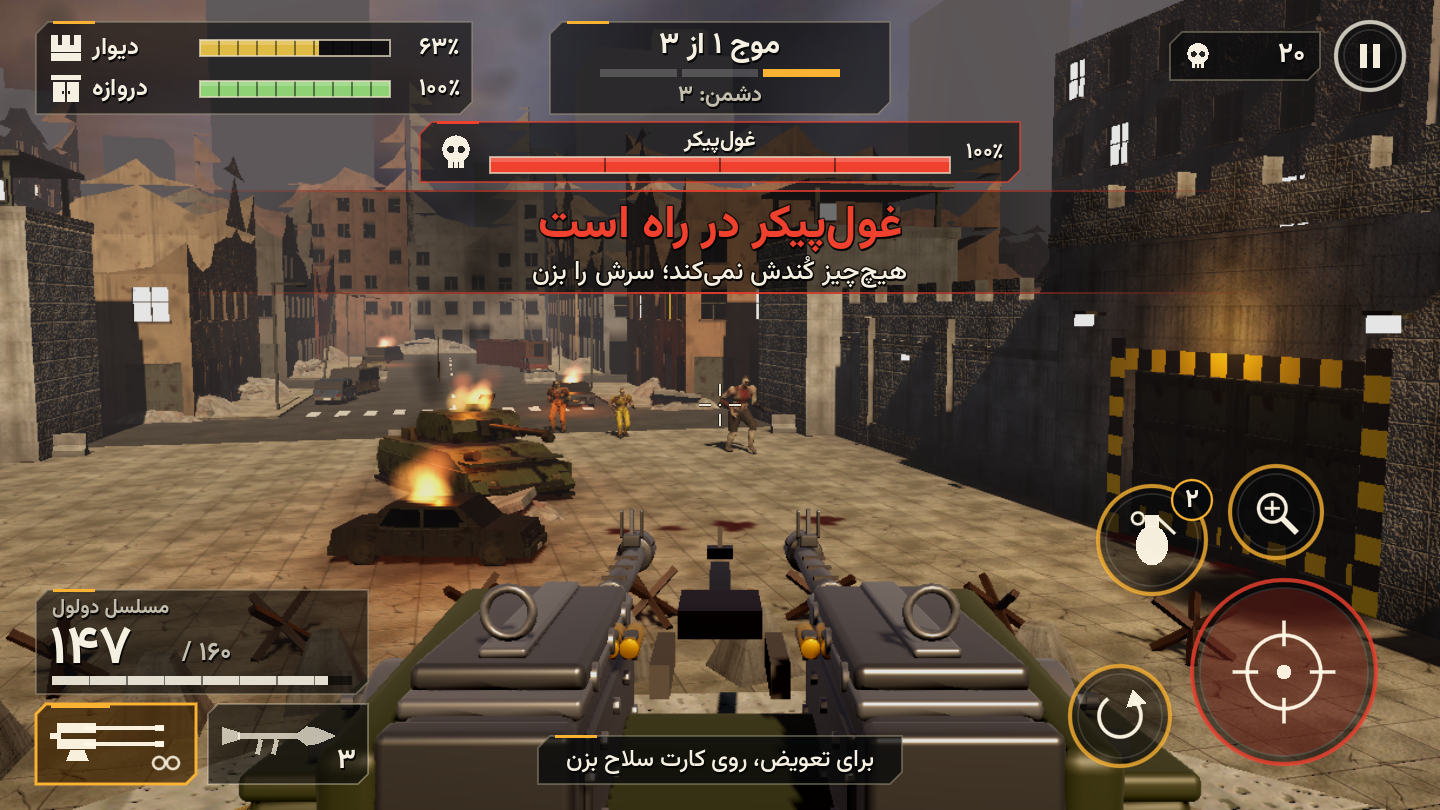 دیوار ۶۳٪
دروازه ۱۰۰٪
موج ۱ از ۳
دشمن: ۳
۲۰
غول‌پیکر
۱۰۰٪
غول‌پیکر در راه است
هیچ‌چیز کُندش نمی‌کند؛ سرش را بزن
۲
مسلسل دولول
۱۴۷ / ۱۶۰
∞
۳
برای تعویض، روی کارت سلاح بزن